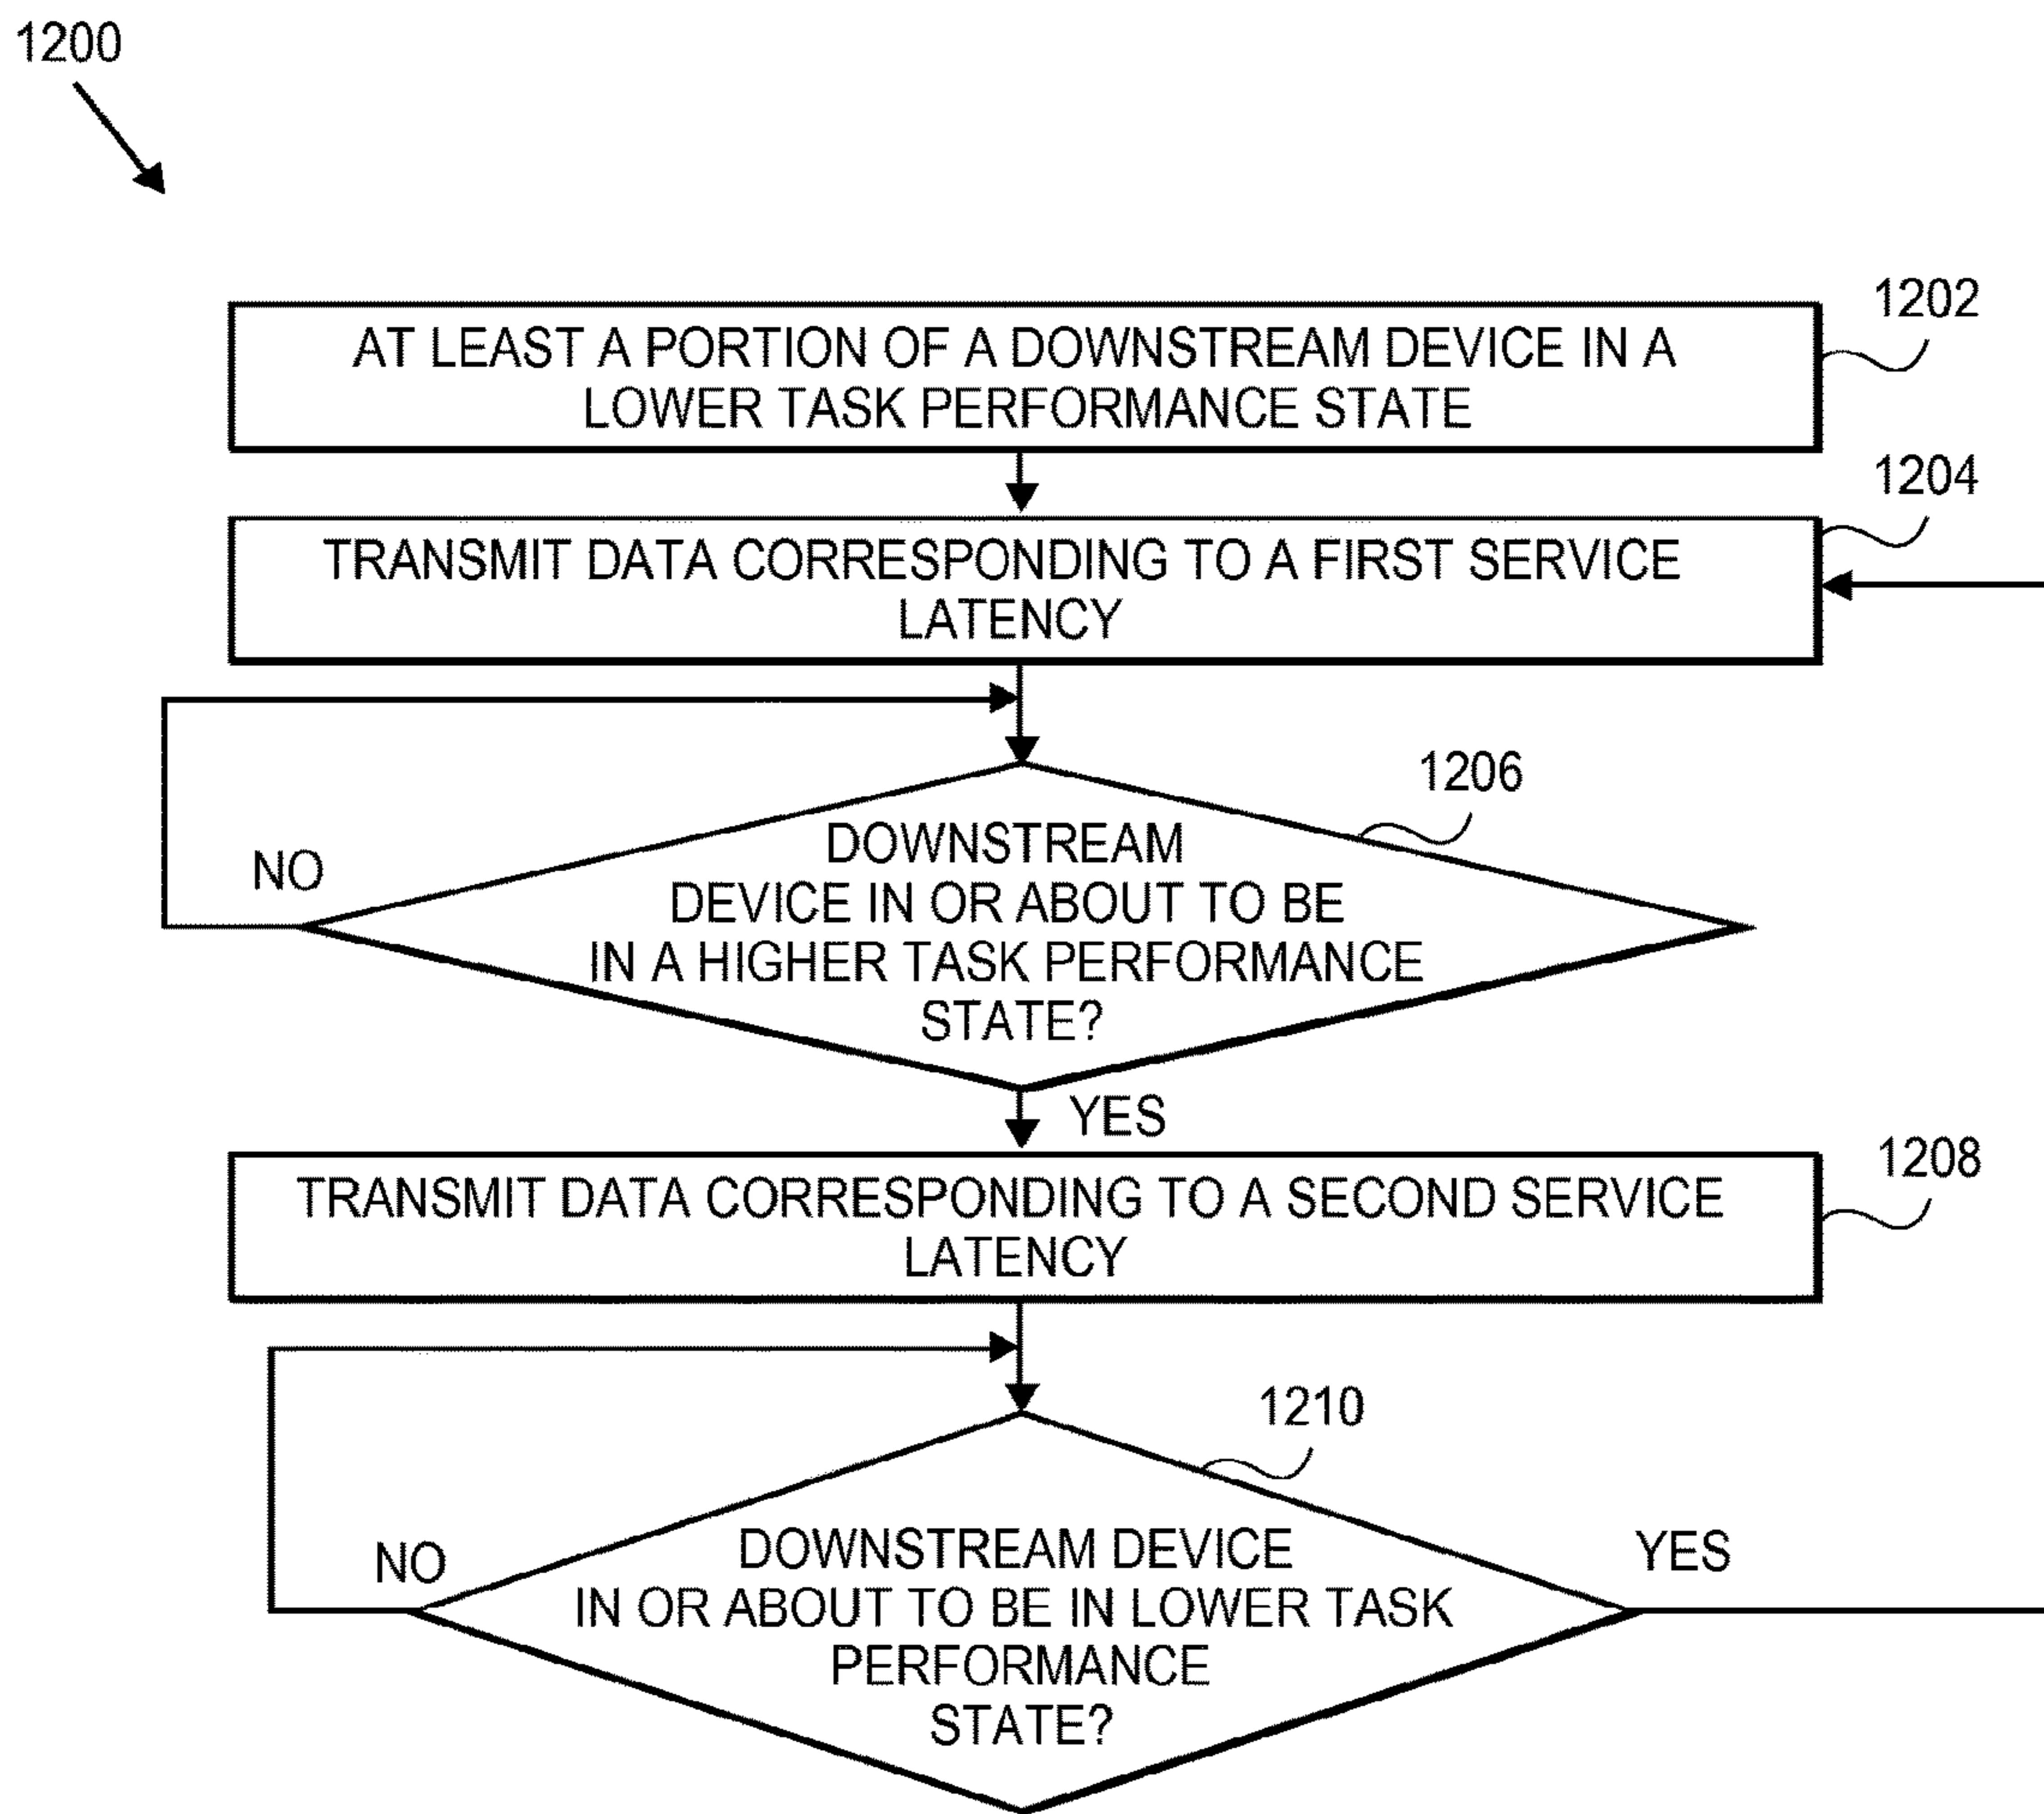 1200
1202
AT LEAST A PORTION OF A DOWNSTREAM DEVICE IN A
LOWER TASK PERFORMANCE STATE
1204
TRANSMIT DATA CORRESPONDING TO A FIRST SERVICE
LATENCY
1206
DOWNSTREAM
DEVICE IN OR ABOUT TO BE
IN A HIGHER TASK PERFORMANCE
STATE?
NO
YES
1208
TRANSMIT DATA CORRESPONDING TO A SECOND SERVICE
LATENCY
1210
DOWNSTREAM DEVICE
IN OR ABOUT TO BE IN LOWER TASK
PERFORMANCE
STATE?
NO
YES